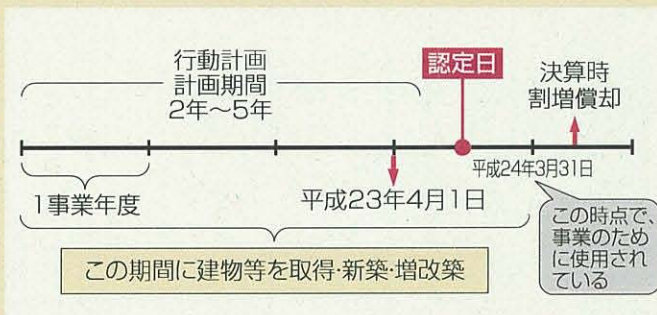 行動計画
計画期間
2年～5年
認定日
決算時
割増償却
1事業年度
平成23年4月1日
平成24年3月31日
この時点で、
事業のため
に使用され
ている
この期間に建物等を取得・新築・増改築